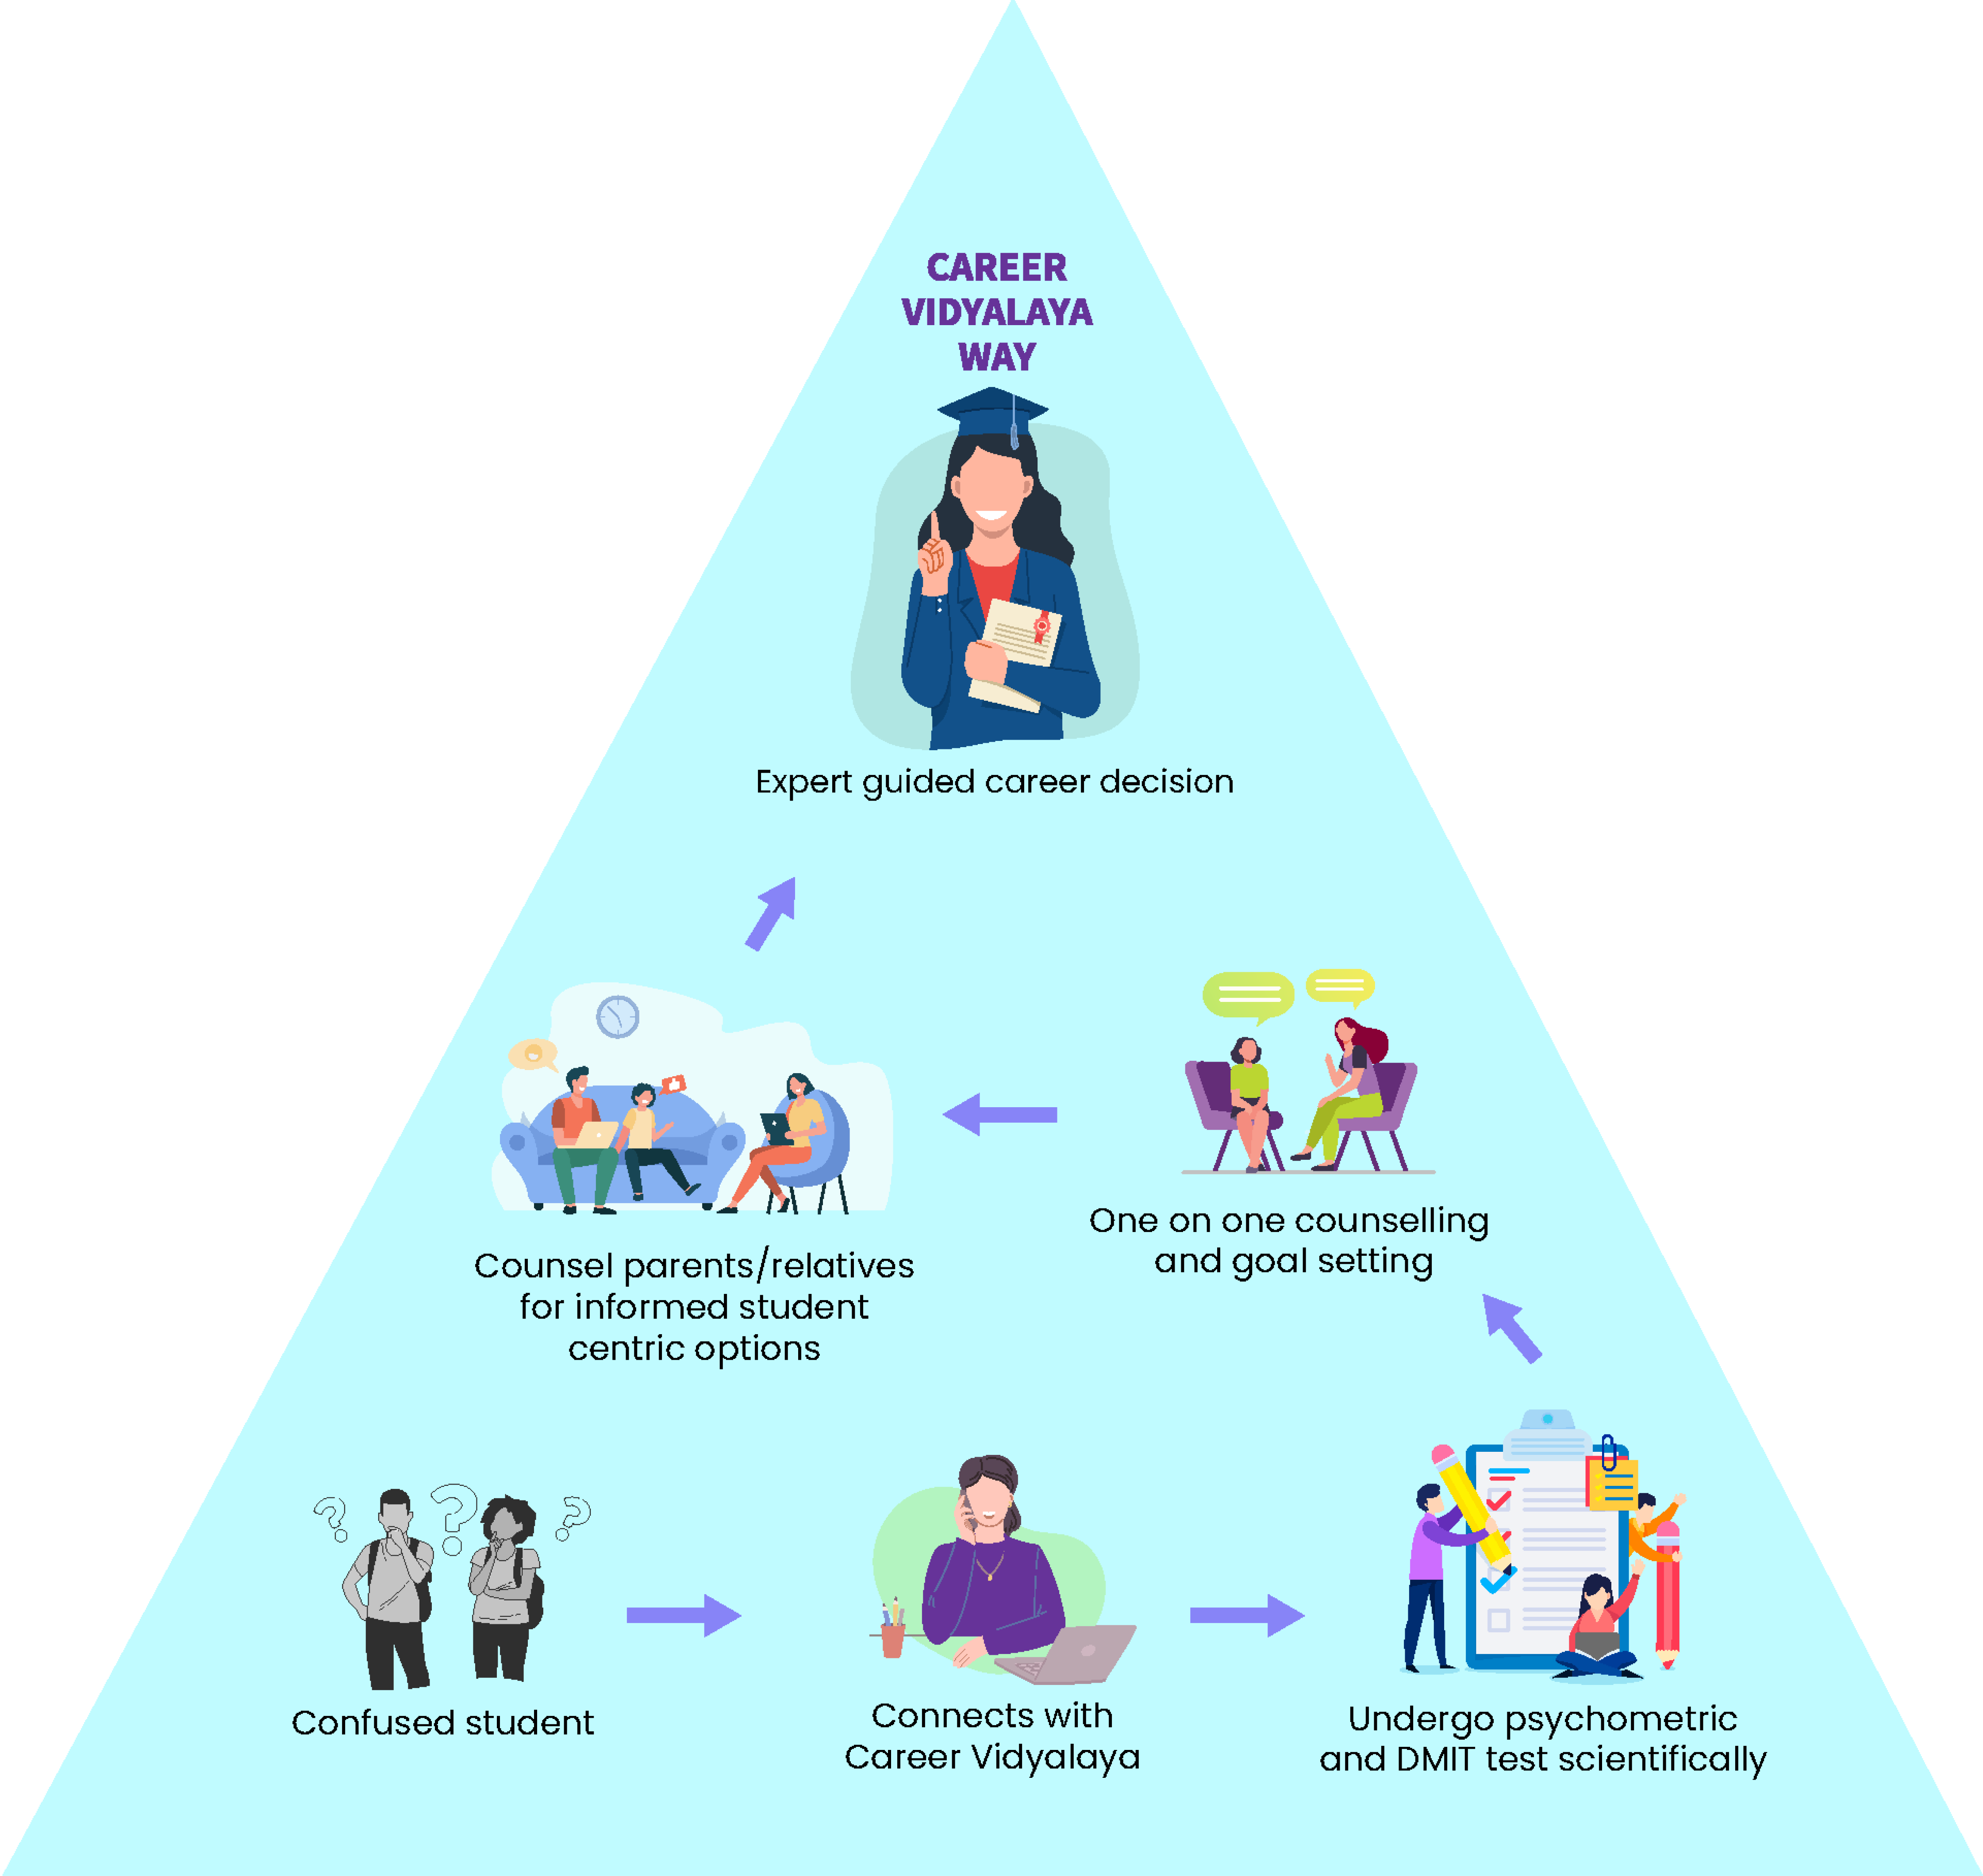 CAREER
VIDYALAYA
WAY
Expert guided career decision
Counsel parents/relatives
for informed student
centric options
One on one counselling
and goal setting
Confused student
Connects with
Career Vidyalaya
Undergo psychometric
and DMIT test scientifically